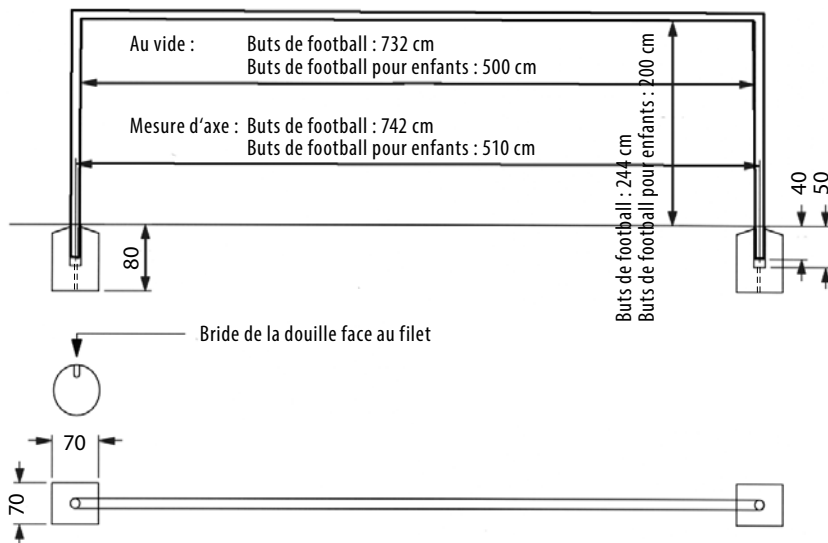 Au vide : Buts de football : 732 cm
Buts de football pour enfants : 500 cm
Mesure d'axe : Buts de football : 742 cm
Buts de football pour enfants : 510 cm
Buts de football : 244 cm
Buts de football pour enfants : 200 cm
40
50
80
Bride de la douille face au filet
70
70